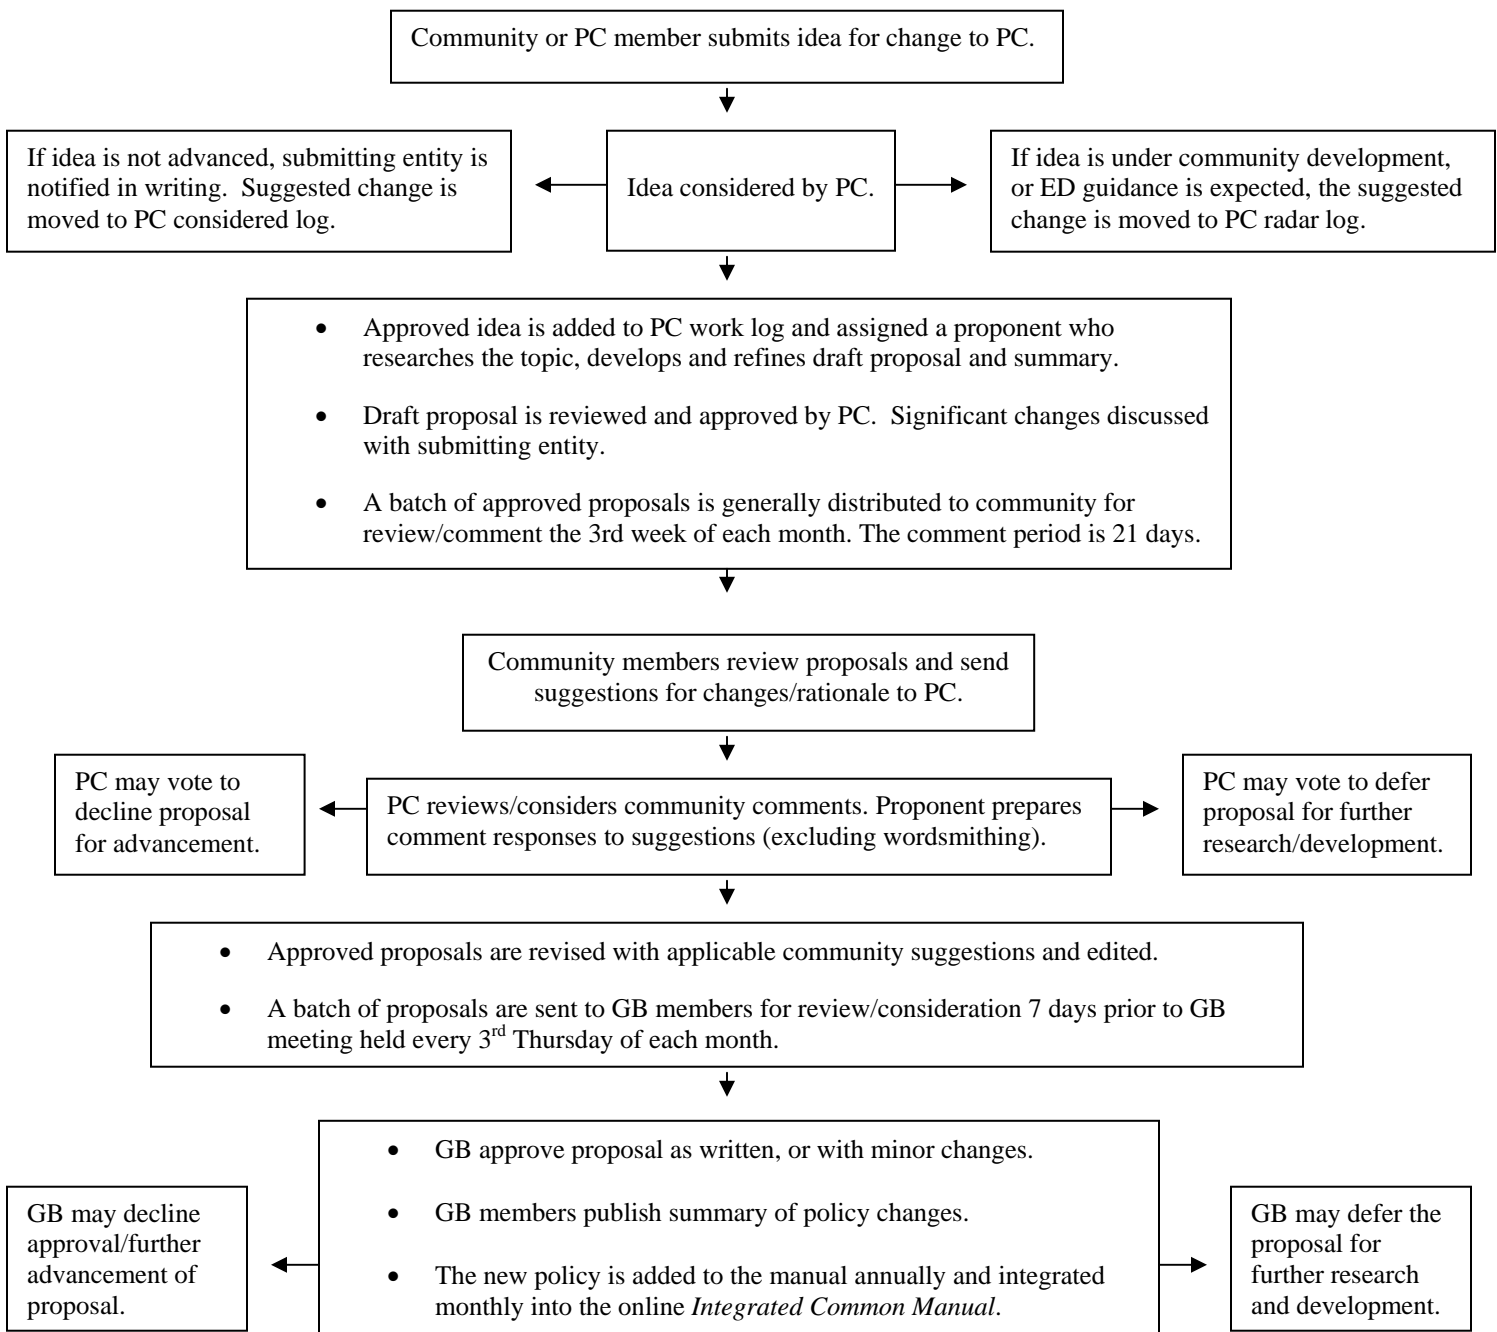 Community or PC member submits idea for change to PC.
If idea is not advanced, submitting entity is
notified in writing.  Suggested change is
moved to PC considered log.
Idea considered by PC.
If idea is under community development,
or ED guidance is expected, the suggested
change is moved to PC radar log.
• Approved idea is added to PC work log and assigned a proponent who
researches the topic, develops and refines draft proposal and summary.
• Draft proposal is reviewed and approved by PC.  Significant changes discussed
with submitting entity.
• A batch of approved proposals is generally distributed to community for
review/comment the 3rd week of each month. The comment period is 21 days.
Community members review proposals and send
suggestions for changes/rationale to PC.
PC may vote to
decline proposal
for advancement.
PC reviews/considers community comments. Proponent prepares
comment responses to suggestions (excluding wordsmithing).
PC may vote to defer
proposal for further
research/development.
• Approved proposals are revised with applicable community suggestions and edited.
• A batch of proposals are sent to GB members for review/consideration 7 days prior to GB
meeting held every 3rd Thursday of each month.
• GB approve proposal as written, or with minor changes.
• GB members publish summary of policy changes.
• The new policy is added to the manual annually and integrated
monthly into the online Integrated Common Manual.
GB may decline
approval/further
advancement of
proposal.
GB may defer the
proposal for
further research
and development.